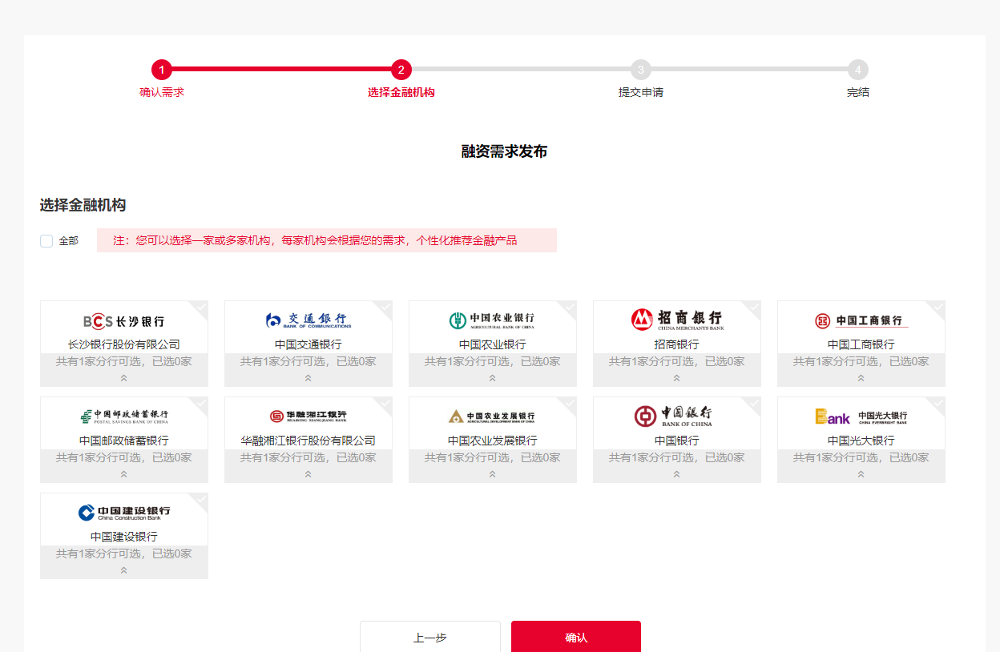 1 2 3 4
确认需求 选择金融机构 提交申请 完结
融资需求发布
选择金融机构
全部 注：您可以选择一家或多家机构，每家机构会根据您的需求，个性化推荐金融产品
BCS长沙银行 交通銀行 中国农业银行 招商銀行 中国工商银行
BANK OF COMMUNICATIONS AGRICULTURAL BANK OF CHINA CHINA MERCHANTS BANK
长沙银行股份有限公司 中国交通银行 中国农业银行 招商银行 中国工商银行
共有1家分行可选，已选0家 共有1家分行可选，已选0家 共有1家分行可选，已选0家 共有1家分行可选，已选0家 共有1家分行可选，已选0家
中国邮政储蓄银行 华融湘江银行 中国农业发展银行 中国银行 Bank 中国光大银行
POSTAL SAVINGS BANK OF CHINA HUARONG XIANGJIANG BANK AGRICULTURAL DEVELOPMENT BANK OF CHINA BANK OF CHINA CHINA EVERBRIGHT BANK
中国邮政储蓄银行 华融湘江银行股份有限公司 中国农业发展银行 中国银行 中国光大银行
共有1家分行可选，已选0家 共有1家分行可选，已选0家 共有1家分行可选，已选0家 共有1家分行可选，已选0家 共有1家分行可选，已选0家
中国建设银行
China Construction Bank
中国建设银行
共有1家分行可选，已选0家
上一步 确认